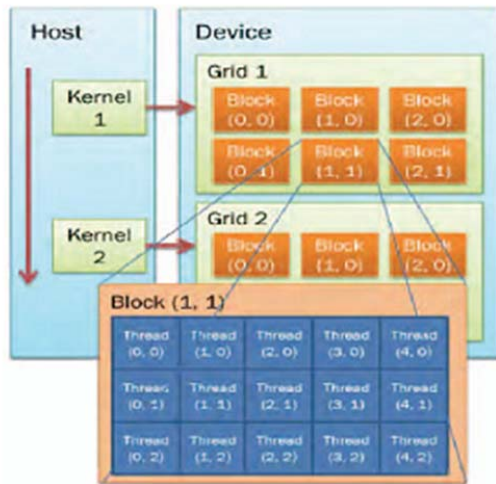 Host
Device
Grid 1
Kernel
1
Block
(0, 0)
Block
(1, 0)
Block
(2, 0)
Block
(0, 1)
Block
(1, 1)
Block
(2, 1)
Grid 2
Kernel
2
Block
(0, 0)
Block
(1, 0)
Block
(2, 0)
Block (1, 1)
Thread
(0, 0)
Thread
(1, 0)
Thread
(2, 0)
Thread
(3, 0)
Thread
(4, 0)
Thread
(0, 1)
Thread
(1, 1)
Thread
(2, 1)
Thread
(3, 1)
Thread
(4, 1)
Thread
(0, 2)
Thread
(1, 2)
Thread
(2, 2)
Thread
(3, 2)
Thread
(4, 2)